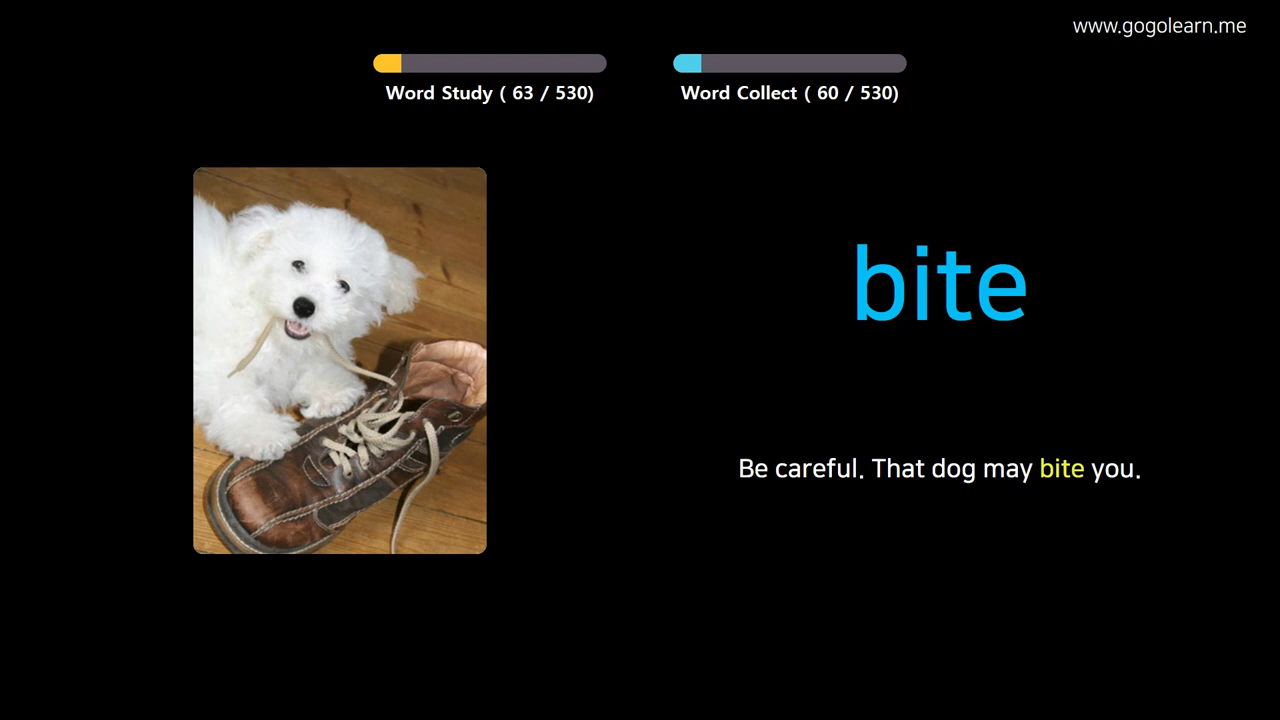 www.gogolearn.me
Word Study ( 63 / 530)
Word Collect ( 60 / 530)
bite
Be careful. That dog may bite you.